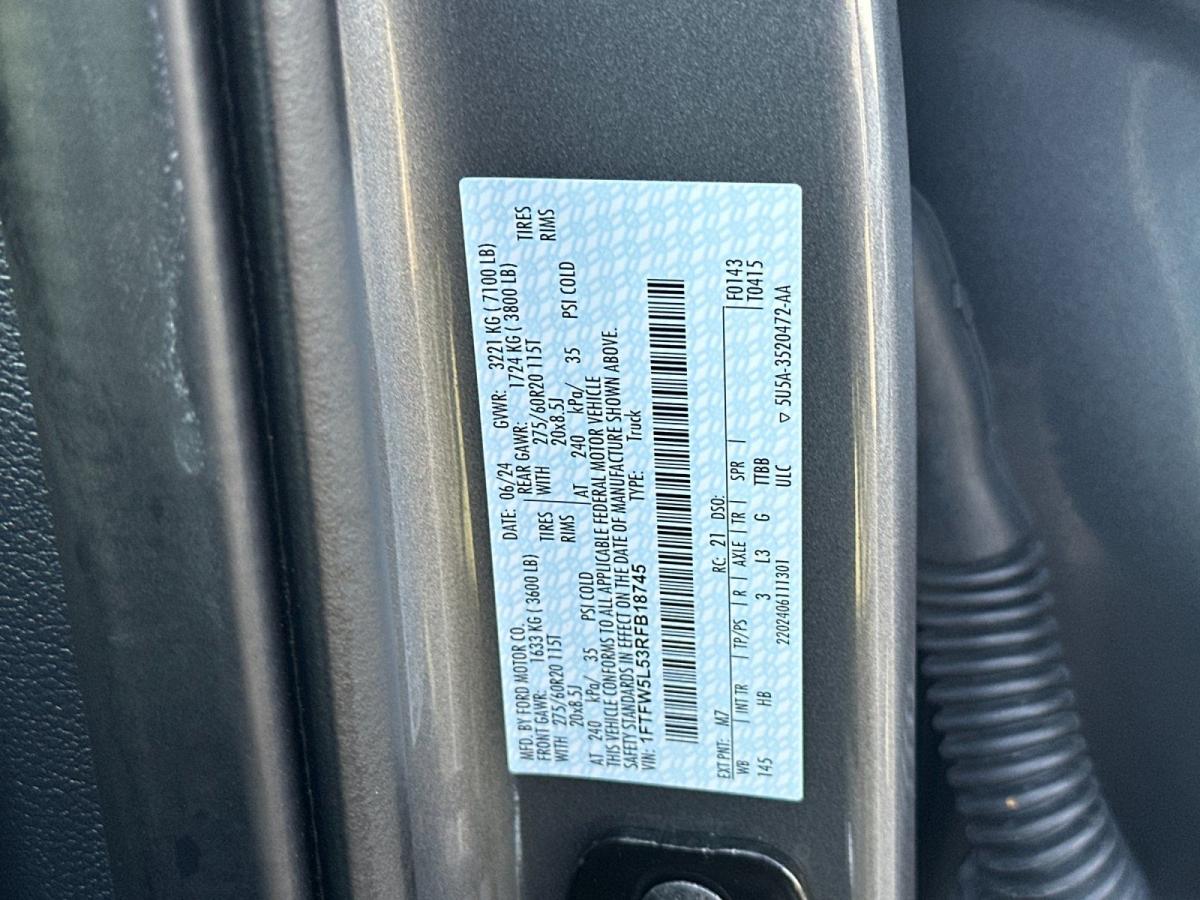 MFD. BY FORD MOTOR CO. DATE: 06/24 GVWR: 3221 KG ( 7100 LB)
FRONT GAWR: 1633 KG ( 3600 LB) REAR GAWR: 1724 KG ( 3800 LB)
WITH 275/60R20 115T TIRES WITH 275/60R20 115T TIRES
20x8.5J RIMS 20x8.5J RIMS
AT 240 kPa/ 35 PSI COLD AT 240 kPa/ 35 PSI COLD
THIS VEHICLE CONFORMS TO ALL APPLICABLE FEDERAL MOTOR VEHICLE
SAFETY STANDARDS IN EFFECT ON THE DATE OF MANUFACTURE SHOWN ABOVE.
VIN: 1FTFW5L53RFB18745 TYPE: Truck
EXT PNT: M7 RC: 21 DSO: F0143
WB INT TR TP/PS R AXLE TR SPR T0415
145 HB 3 L3 G TTBB
2202406111301 ULC ▽ 5U5A-3520472-AA